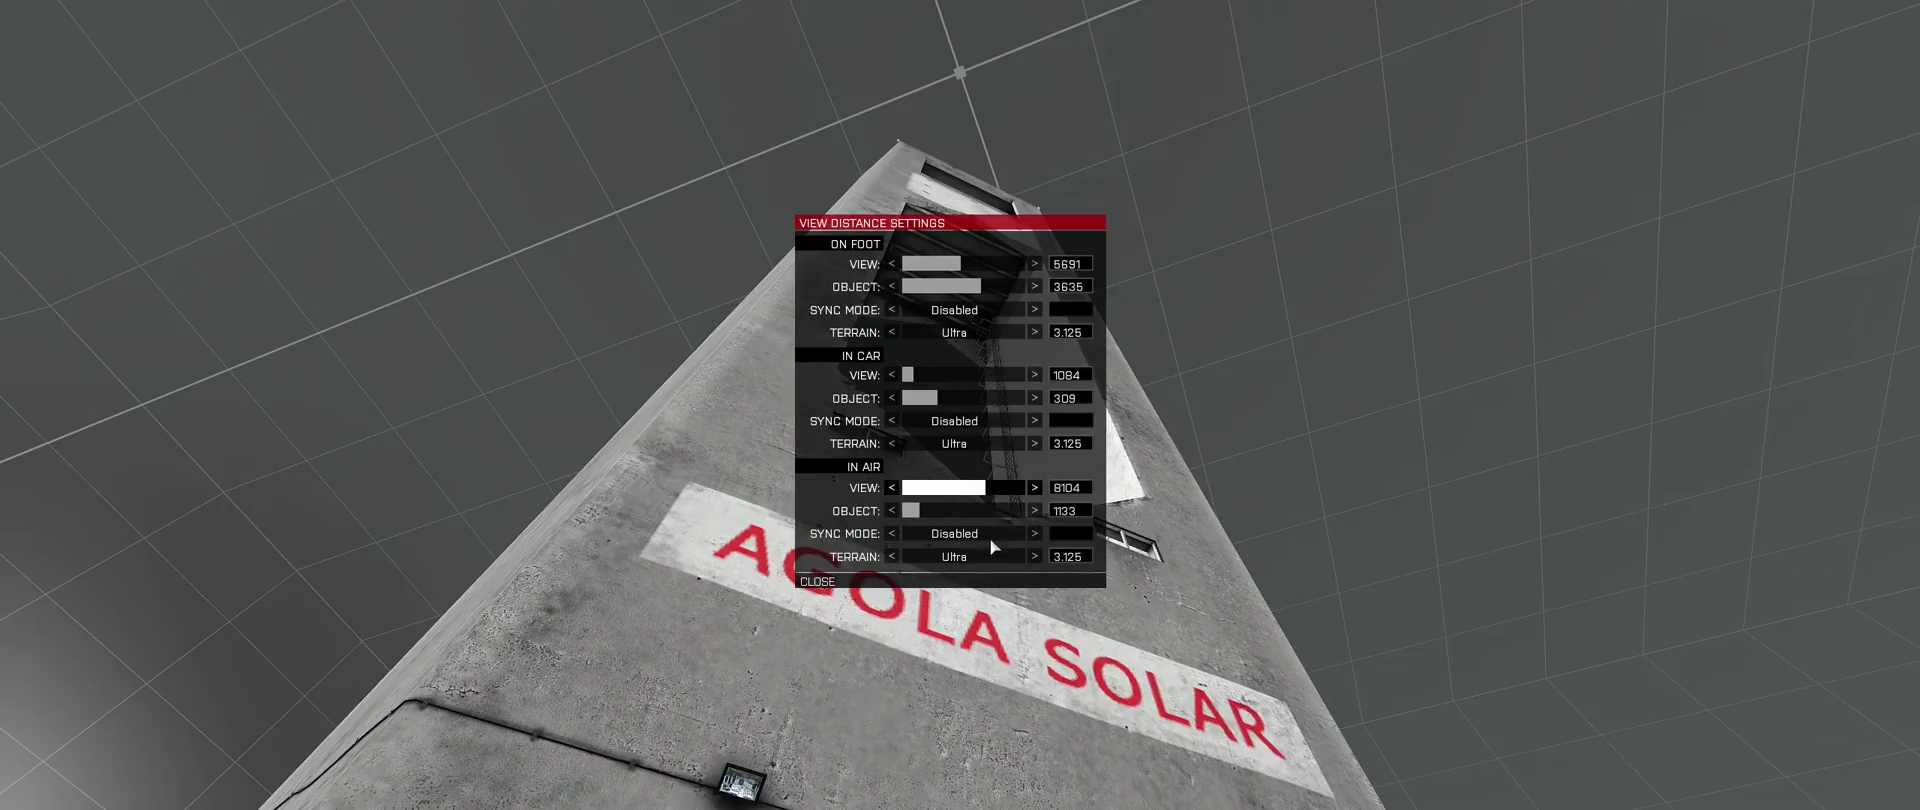 VIEW DISTANCE SETTINGS
ON FOOT
VIEW: < > 5691
OBJECT: < > 3635
SYNC MODE: < Disabled >
TERRAIN: < Ultra > 3.125
IN CAR
VIEW: < > 1084
OBJECT: < > 309
SYNC MODE: < Disabled >
TERRAIN: < Ultra > 3.125
IN AIR
VIEW: < > 8104
OBJECT: < > 1133
SYNC MODE: < Disabled >
TERRAIN: < Ultra > 3.125
CLOSE
AGOLA SOLAR